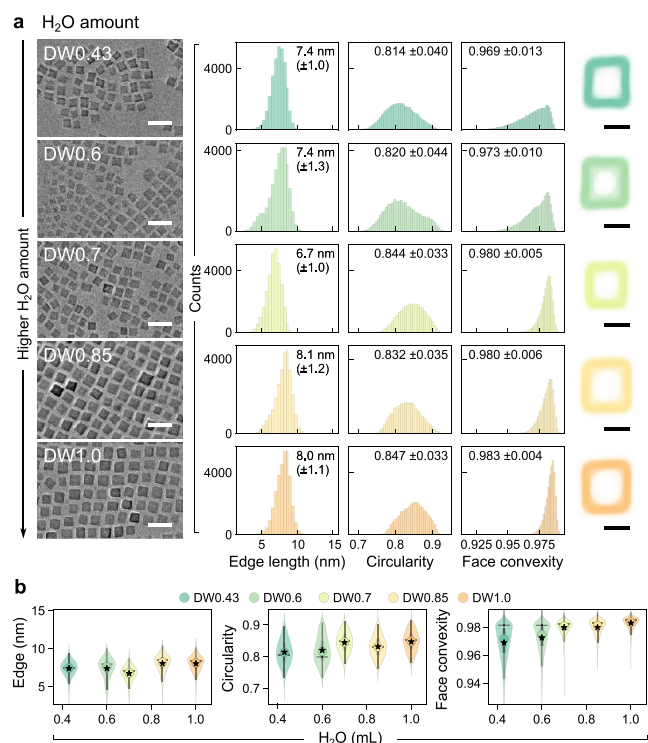 a H₂O amount
Higher H₂O amount
DW0.43
DW0.6
DW0.7
DW0.85
DW1.0
Counts
4000
0
7.4 nm
(±1.0)
0.814 ±0.040
0.969 ±0.013
4000
0
7.4 nm
(±1.3)
0.820 ±0.044
0.973 ±0.010
4000
0
6.7 nm
(±1.0)
0.844 ±0.033
0.980 ±0.005
4000
0
8.1 nm
(±1.2)
0.832 ±0.035
0.980 ±0.006
4000
0
8.0 nm
(±1.1)
0.847 ±0.033
0.983 ±0.004
5 10 15 0.7 0.8 0.9 0.925 0.95 0.975
Edge length (nm) Circularity Face convexity
b
DW0.43 DW0.6 DW0.7 DW0.85 DW1.0
Edge (nm)
15
10
5
0.4 0.6 0.8 1.0
Circularity
0.9
0.8
0.7
0.4 0.6 0.8 1.0
Face convexity
0.98
0.96
0.94
0.4 0.6 0.8 1.0
H₂O (mL)